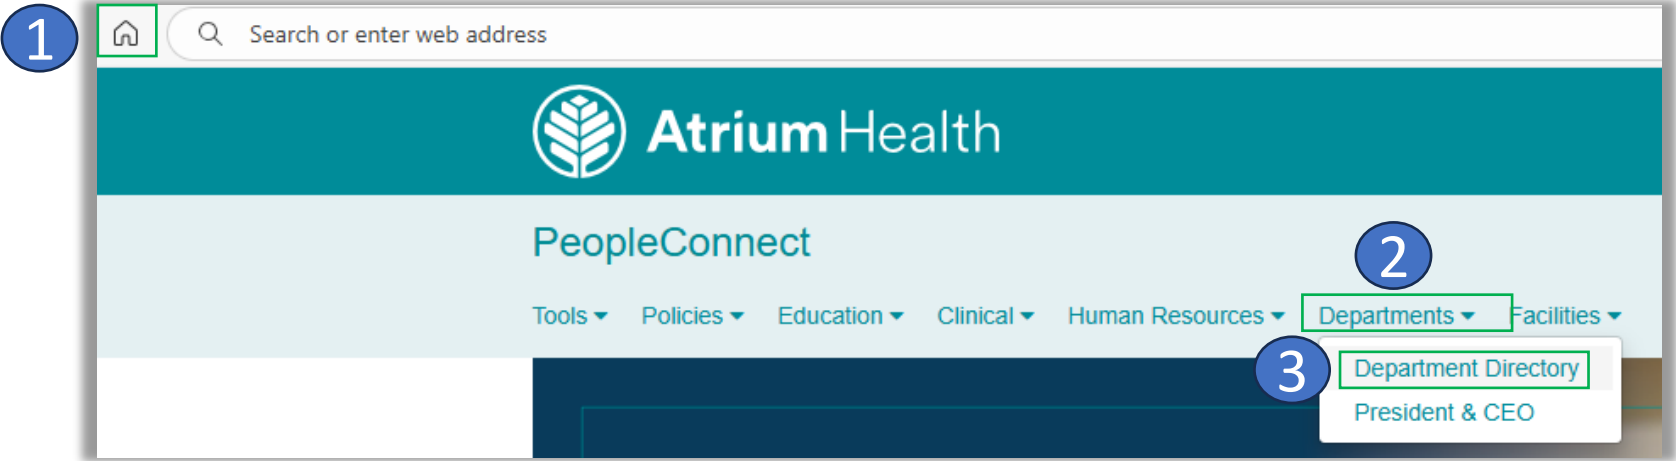 1
Search or enter web address
Atrium Health
PeopleConnect
2
Tools Policies Education Clinical Human Resources Departments Facilities
3
Department Directory
President & CEO